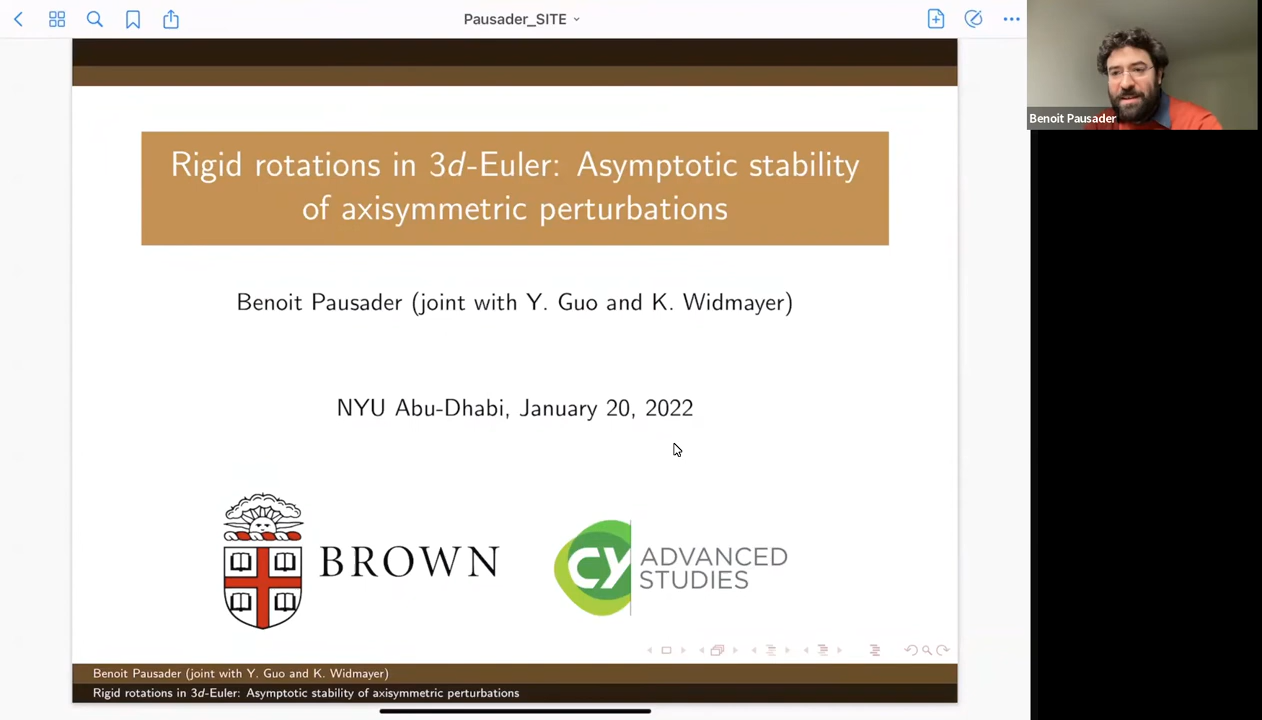 Pausader_SITE
Benoit Pausader
Rigid rotations in 3d-Euler: Asymptotic stability
of axisymmetric perturbations
Benoit Pausader (joint with Y. Guo and K. Widmayer)
NYU Abu-Dhabi, January 20, 2022
BROWN
CY
ADVANCED
STUDIES
Benoit Pausader (joint with Y. Guo and K. Widmayer)
Rigid rotations in 3d-Euler: Asymptotic stability of axisymmetric perturbations